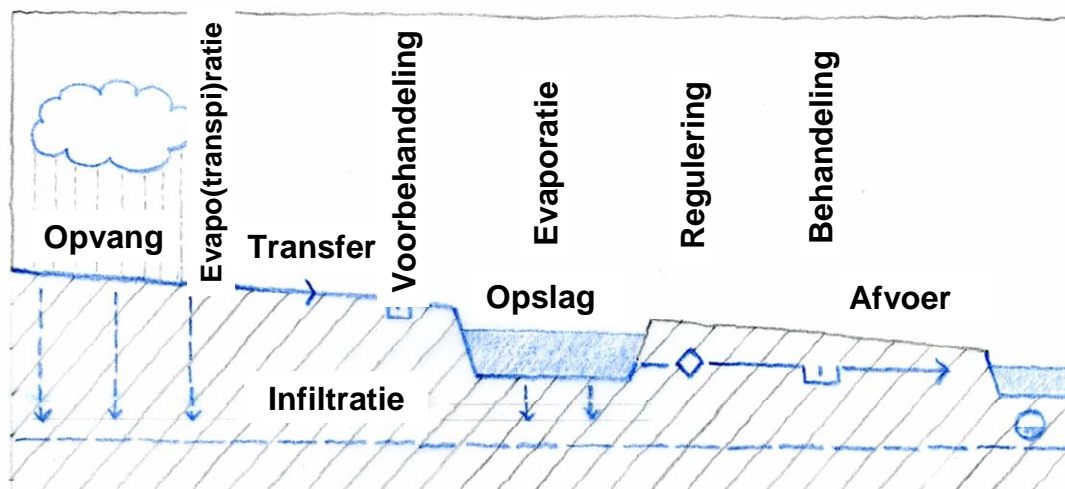 Opvang
Evapo(transpi)ratie
Transfer
Voorbehandeling
Evaporatie
Opslag
Regulering
Behandeling
Afvoer
Infiltratie